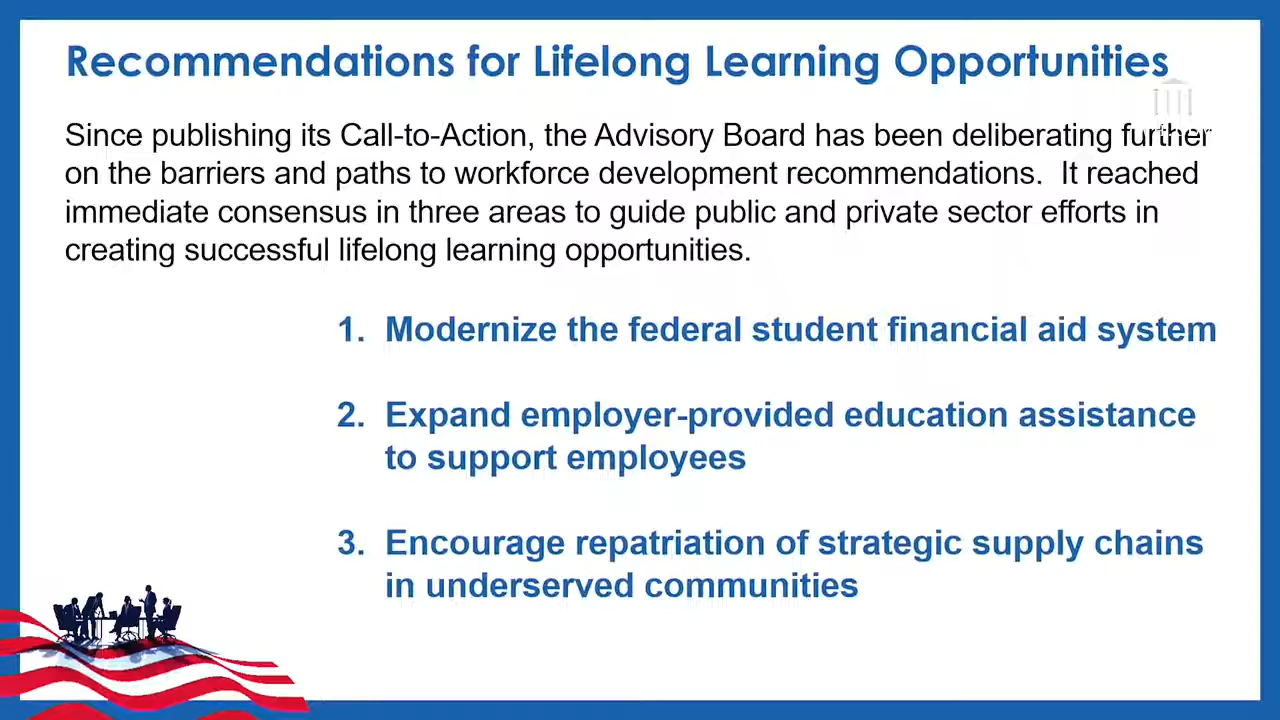 Recommendations for Lifelong Learning Opportunities
Since publishing its Call-to-Action, the Advisory Board has been deliberating further
on the barriers and paths to workforce development recommendations.  It reached
immediate consensus in three areas to guide public and private sector efforts in
creating successful lifelong learning opportunities.
1. Modernize the federal student financial aid system
2. Expand employer-provided education assistance
to support employees
3. Encourage repatriation of strategic supply chains
in underserved communities